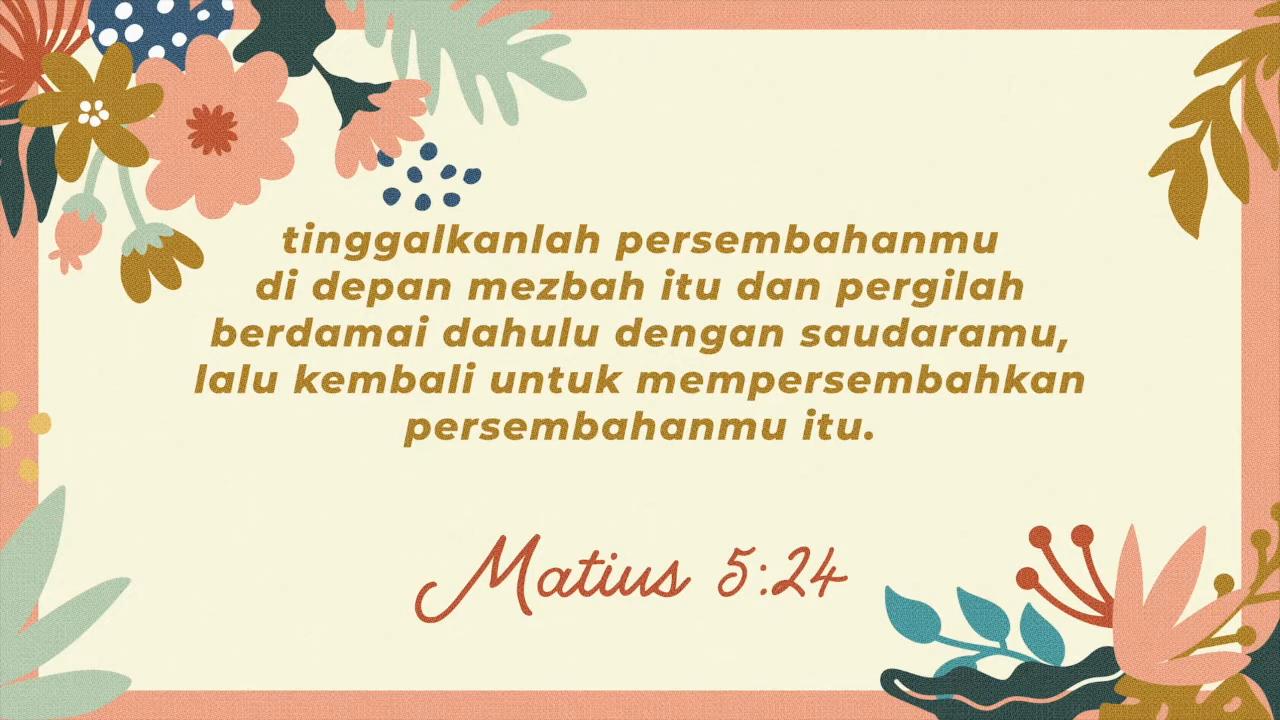 tinggalkanlah persembahanmu
di depan mezbah itu dan pergilah
berdamai dahulu dengan saudaramu,
lalu kembali untuk mempersembahkan
persembahanmu itu.
Matius 5:24